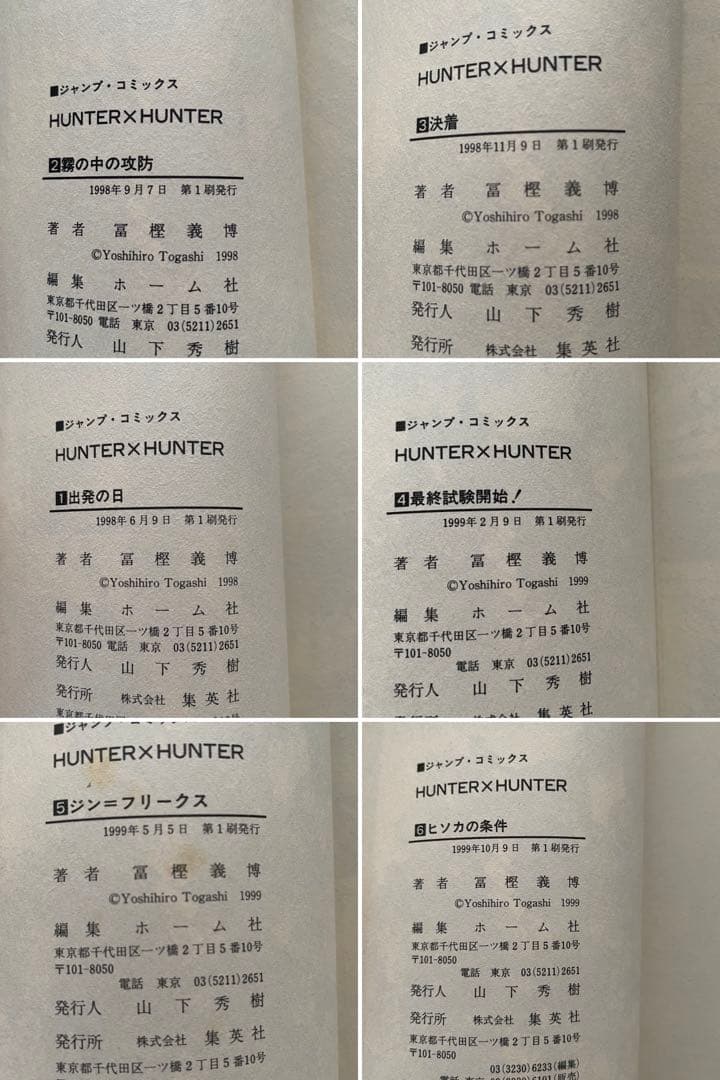 ■ジャンプ・コミックス
HUNTER×HUNTER
2霧の中の攻防
1998年9月7日 第1刷発行
著者 冨樫義博
©Yoshihiro Togashi 1998
編集 ホーム社
東京都千代田区一ツ橋2丁目5番10号
〒101-8050 電話 東京 03(5211)2651
発行人 山下秀樹
■ジャンプ・コミックス
HUNTER×HUNTER
3決着
1998年11月9日 第1刷発行
著者 冨樫義博
©Yoshihiro Togashi 1998
編集 ホーム社
東京都千代田区一ツ橋2丁目5番10号
〒101-8050 電話 東京 03(5211)2651
発行人 山下秀樹
発行所 株式会社 集英社
■ジャンプ・コミックス
HUNTER×HUNTER
1出発の日
1998年6月9日 第1刷発行
著者 冨樫義博
©Yoshihiro Togashi 1998
編集 ホーム社
東京都千代田区一ツ橋2丁目5番10号
〒101-8050 電話 東京 03(5211)2651
発行人 山下秀樹
発行所 株式会社 集英社
■ジャンプ・コミックス
HUNTER×HUNTER
4最終試験開始!
1999年2月9日 第1刷発行
著者 冨樫義博
©Yoshihiro Togashi 1999
編集 ホーム社
東京都千代田区一ツ橋2丁目5番10号
〒101-8050
電話 東京 03(5211)2651
発行人 山下秀樹
株式会社 集英社
■ジャンプ・コミックス
HUNTER×HUNTER
5ジン=フリークス
1999年5月5日 第1刷発行
著者 冨樫義博
©Yoshihiro Togashi 1999
編集 ホーム社
東京都千代田区一ツ橋2丁目5番10号
〒101-8050
電話 東京 03(5211)2651
発行人 山下秀樹
発行所 株式会社 集英社
東京都千代田区一ツ橋2丁目5番10号
■ジャンプ・コミックス
HUNTER×HUNTER
6ヒソカの条件
1999年10月9日 第1刷発行
著者 冨樫義博
©Yoshihiro Togashi 1999
編集 ホーム社
東京都千代田区一ツ橋2丁目5番10号
〒101-8050
電話 東京 03(5211)2651
発行人 山下秀樹
発行所 株式会社 集英社
東京都千代田区一ツ橋2丁目5番10号
〒101-8050
03(3230)6233(編集)
電話 東京 03(3230)6191(販売)